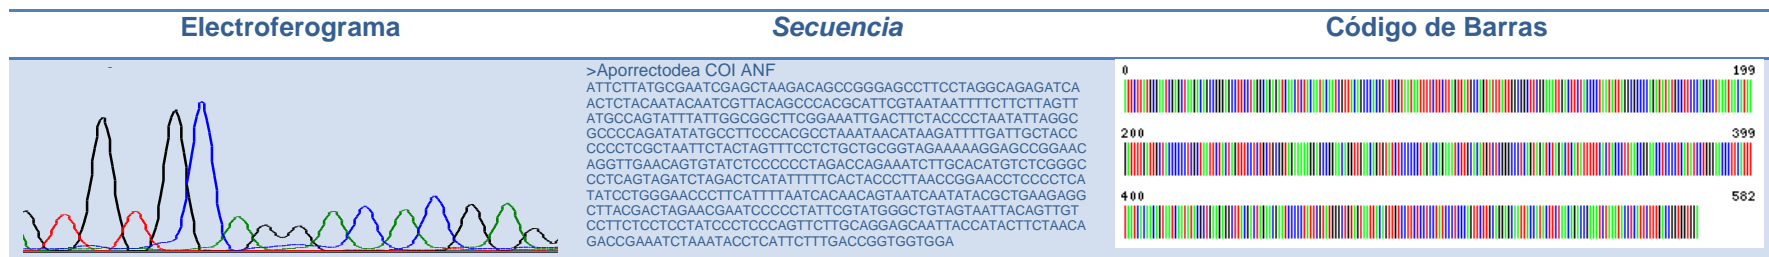 Electroferograma
Secuencia
Código de Barras
>Aporrectodea COI ANF
ATTCTTATGCGAATCGAGCTAAGACAGCCGGGAGCCTTCCTAGGCAGAGATCA
ACTCTACAATACAATCGTTACAGCCCACGCATTCGTAATAATTTTCTTCTTAGTT
ATGCCAGTATTTATTGGCGGCTTCGGAAATTGACTTCTACCCCTAATATTAGGC
GCCCCAGATATATGCCTTCCCACGCCTAAATAACATAAGATTTTGATTGCTACC
CCCCTCGCTAATTCTACTAGTTTCCTCTGCTGCGGTAGAAAAAGGAGCCGGAAC
AGGTTGAACAGTGTATCTCCCCCCTAGACCAGAAATCTTGCACATGTCTCGGGC
CCTCAGTAGATCTAGACTCATATTTTTCACTACCCTTAACCGGAACCTCCCCTCA
TATCCTGGGAACCCTTCATTTTAATCACAACAGTAATCAATATACGCTGAAGAGG
CTTACGACTAGAACGAATCCCCCTATTCGTATGGGCTGTAGTAATTACAGTTGT
CCTTCTCCTCCTATCCCTCCCAGTTCTTGCAGGAGCAATTACCATACTTCTAACA
GACCGAAATCTAAATACCTCATTCTTTGACCGGTGGTGGA
0 199
200 399
400 582